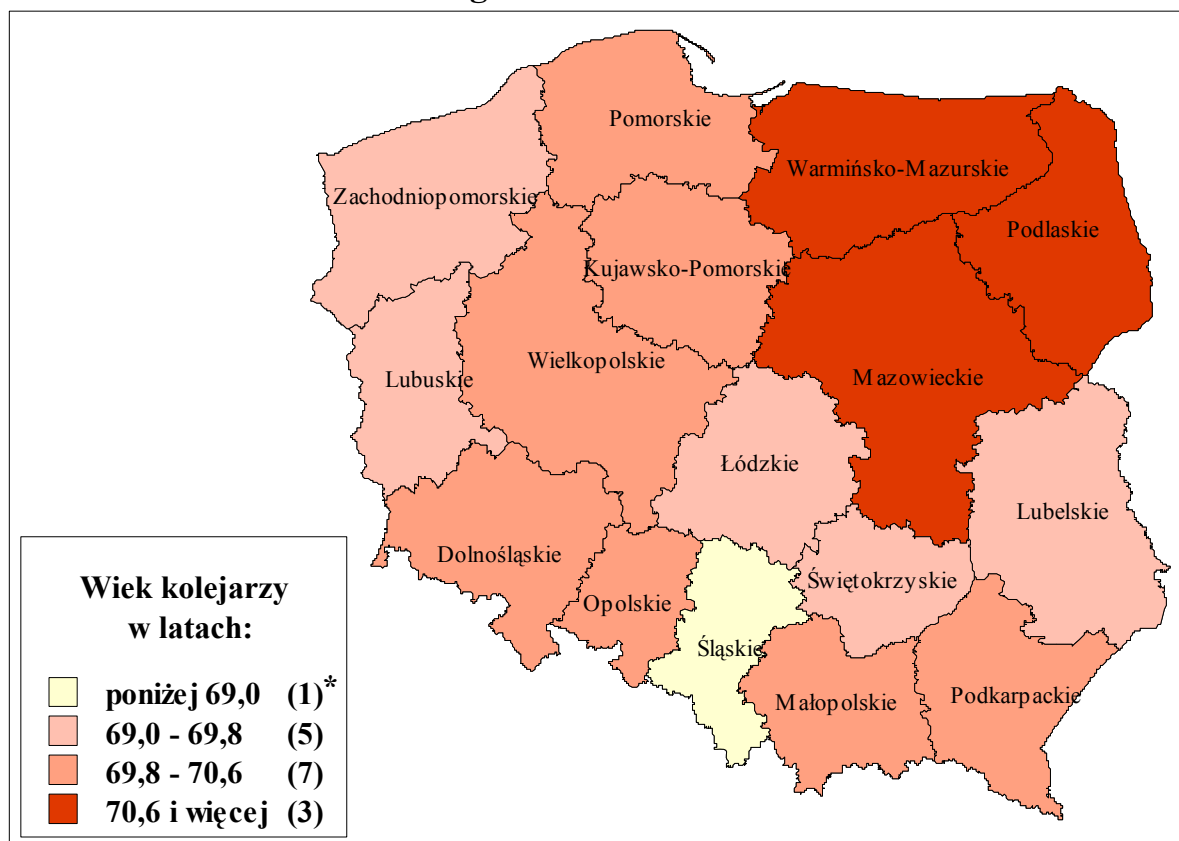 Pomorskie
Warmińsko-Mazurskie
Zachodniopomorskie
Podlaskie
Kujawsko-Pomorskie
Wielkopolskie
Lubuskie
Mazowieckie
Łódzkie
Lubelskie
Dolnośląskie
Świętokrzyskie
Opolskie
Śląskie
Małopolskie
Podkarpackie
Wiek kolejarzy
w latach:
poniżej 69,0 (1)*
69,0 - 69,8 (5)
69,8 - 70,6 (7)
70,6 i więcej (3)